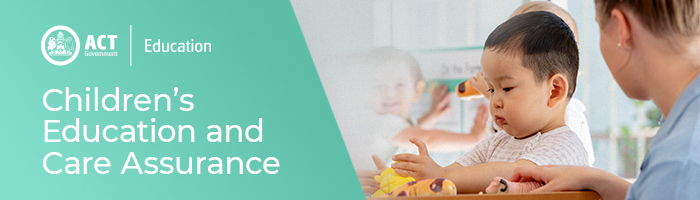 ACT
Government
Education
Children's
Education and
Care Assurance